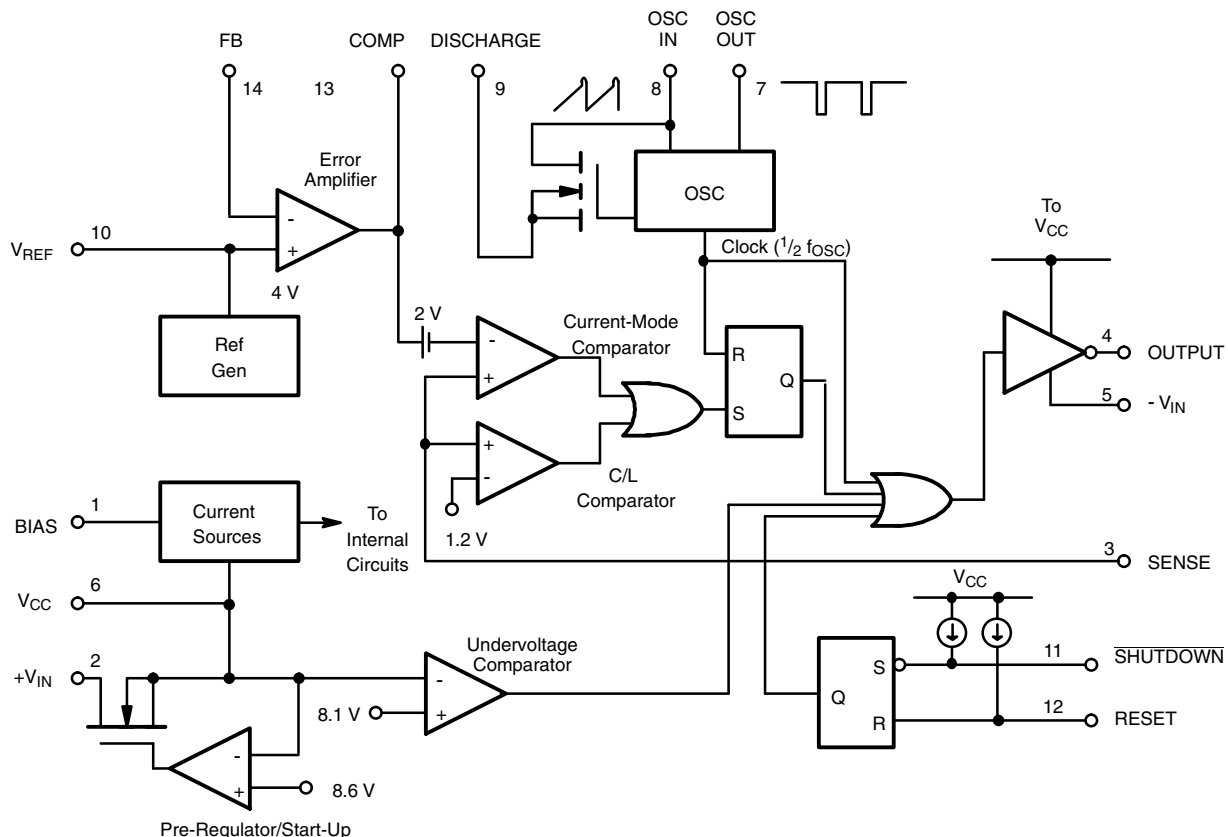 FB
COMP
DISCHARGE
OSC
IN
OSC
OUT
14
13
9
8
7
Error
Amplifier
OSC
-
+
VREF
10
4 V
Clock (1/2 fOSC)
To
VCC
Ref
Gen
2 V
-
+
Current-Mode
Comparator
R
Q
S
4
OUTPUT
5
- VIN
+
-
C/L
Comparator
1.2 V
BIAS
1
Current
Sources
To
Internal
Circuits
3
SENSE
VCC
6
VCC
+VIN
2
Undervoltage
Comparator
-
+
8.1 V
S
Q
R
11
SHUTDOWN
12
RESET
-
+
8.6 V
Pre-Regulator/Start-Up